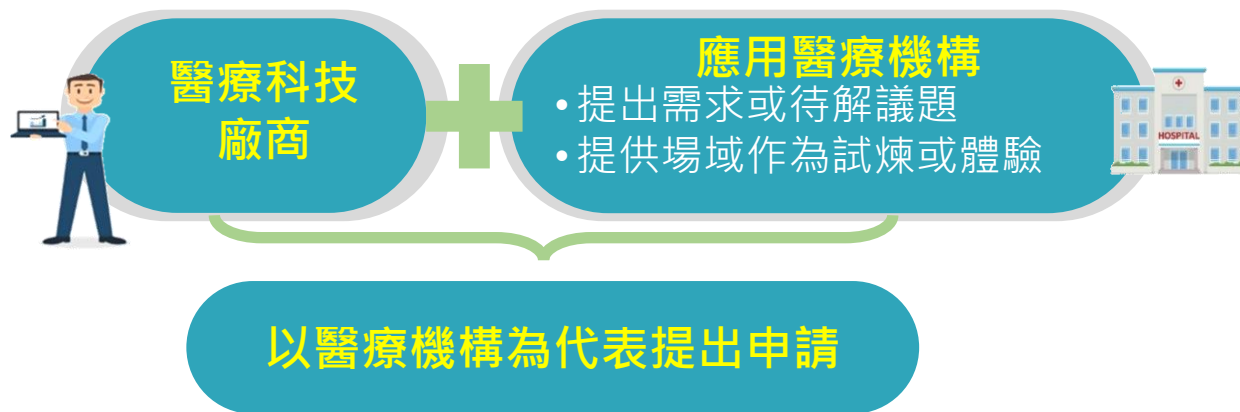 醫療科技
廠商
應用醫療機構
•提出需求或待解議題
•提供場域作為試煉或體驗
HOSPITAL
以醫療機構為代表提出申請